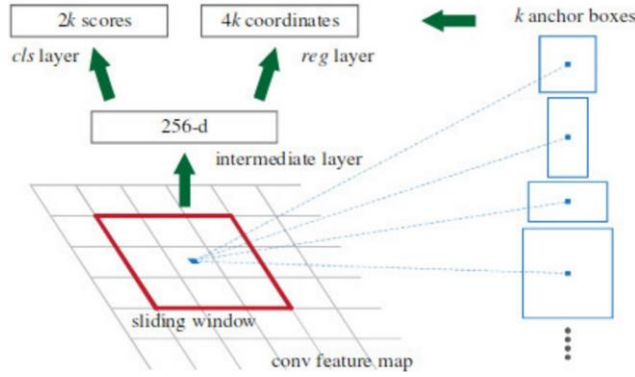 2k scores
4k coordinates
k anchor boxes
cls layer
reg layer
256-d
intermediate layer
sliding window
conv feature map